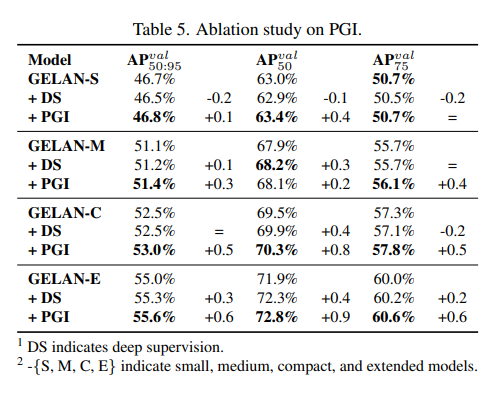 Table 5. Ablation study on PGI.
Model AP^{val}_{50:95} AP^{val}_{50} AP^{val}_{75}
GELAN-S 46.7% 63.0% 50.7%
+ DS 46.5% -0.2 62.9% -0.1 50.5% -0.2
+ PGI 46.8% +0.1 63.4% +0.4 50.7% =
GELAN-M 51.1% 67.9% 55.7%
+ DS 51.2% +0.1 68.2% +0.3 55.7% =
+ PGI 51.4% +0.3 68.1% +0.2 56.1% +0.4
GELAN-C 52.5% 69.5% 57.3%
+ DS 52.5% = 69.9% +0.4 57.1% -0.2
+ PGI 53.0% +0.5 70.3% +0.8 57.8% +0.5
GELAN-E 55.0% 71.9% 60.0%
+ DS 55.3% +0.3 72.3% +0.4 60.2% +0.2
+ PGI 55.6% +0.6 72.8% +0.9 60.6% +0.6
1 DS indicates deep supervision.
2 -{S, M, C, E} indicate small, medium, compact, and extended models.